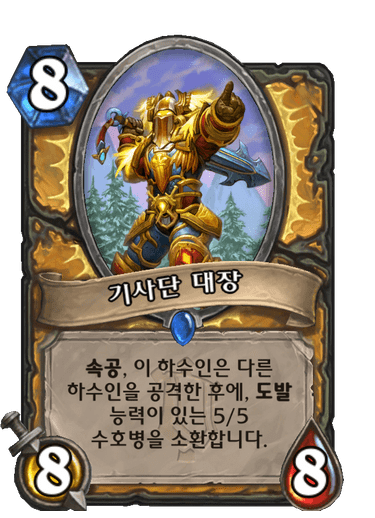 8
기사단 대장
속공, 이 하수인은 다른
하수인을 공격한 후에, 도발
능력이 있는 5/5
수호병을 소환합니다.
8
8